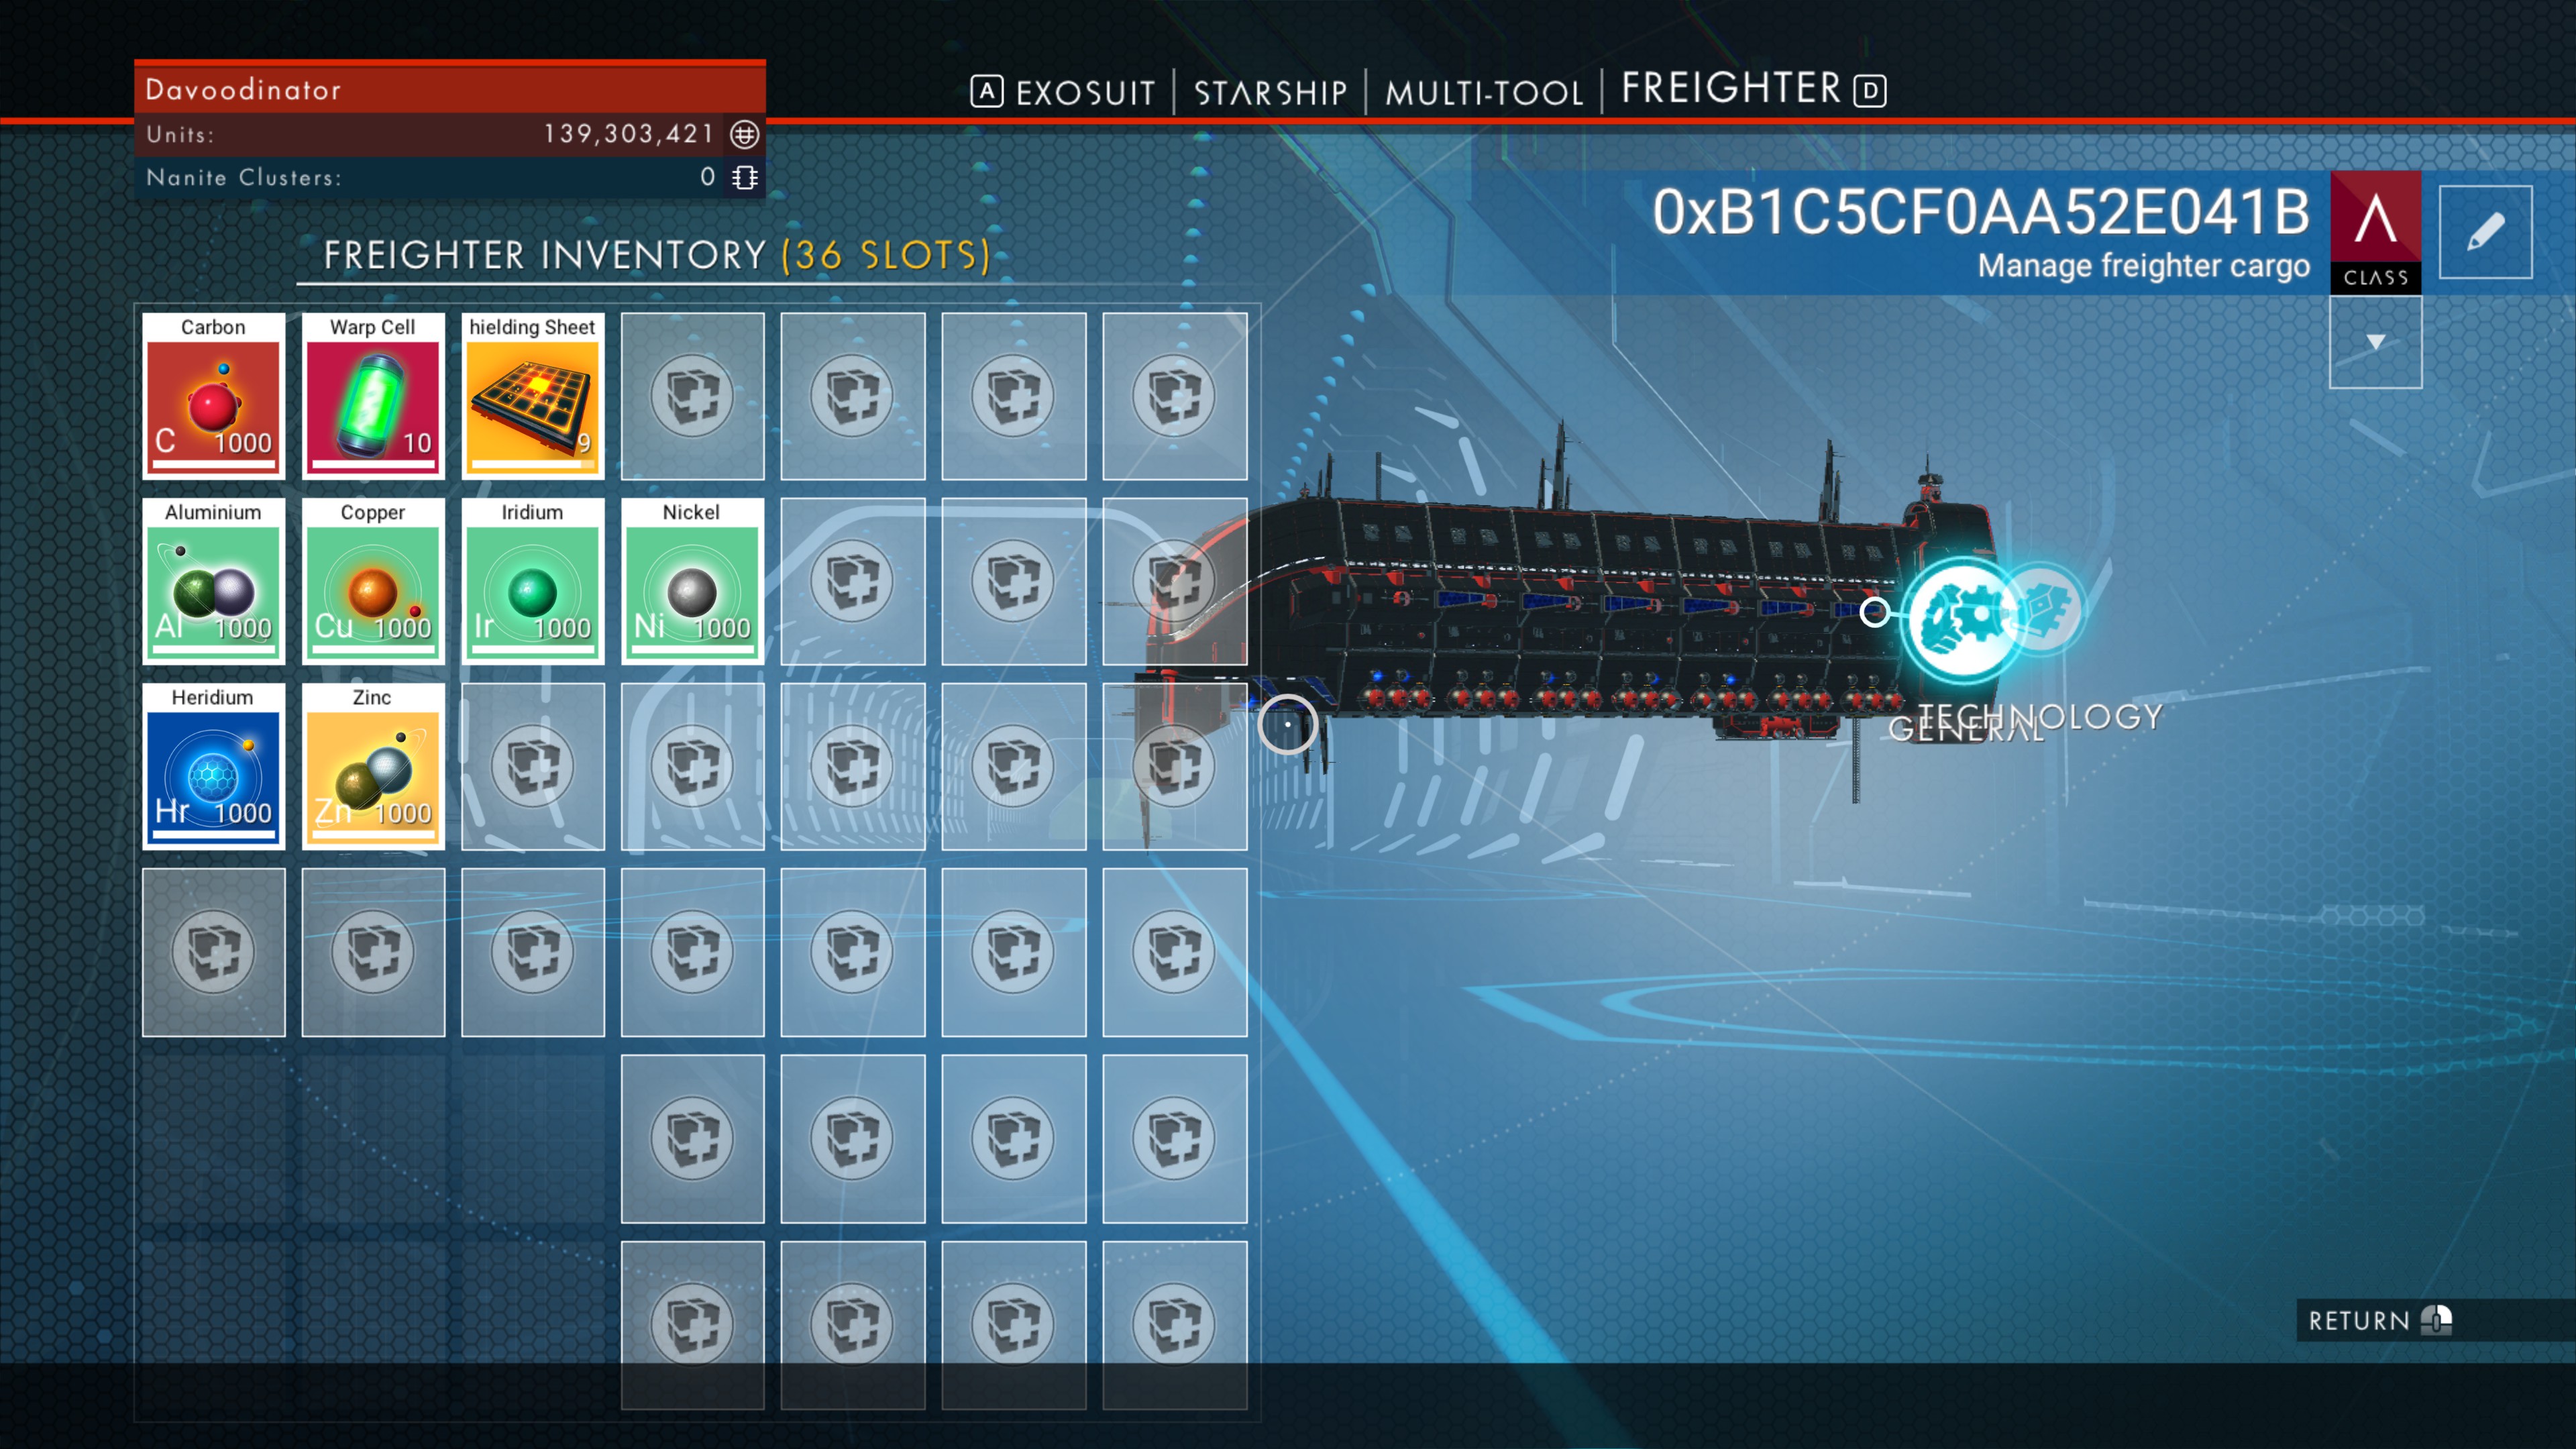 Davoodinator
Units: 139,303,421
Nanite Clusters: 0
A EXOSUIT STARSHIP MULTI-TOOL FREIGHTER D
0xB1C5CF0AA52E041B
Manage freighter cargo
A
CLASS
FREIGHTER INVENTORY (36 SLOTS)
Carbon Warp Cell hielding Sheet
C 1000 10 9
Aluminium Copper Iridium Nickel
Al 1000 Cu 1000 Ir 1000 Ni 1000
Heridium Zinc
Hr 1000 Zn 1000
TECHNOLOGY
GENERAL
RETURN